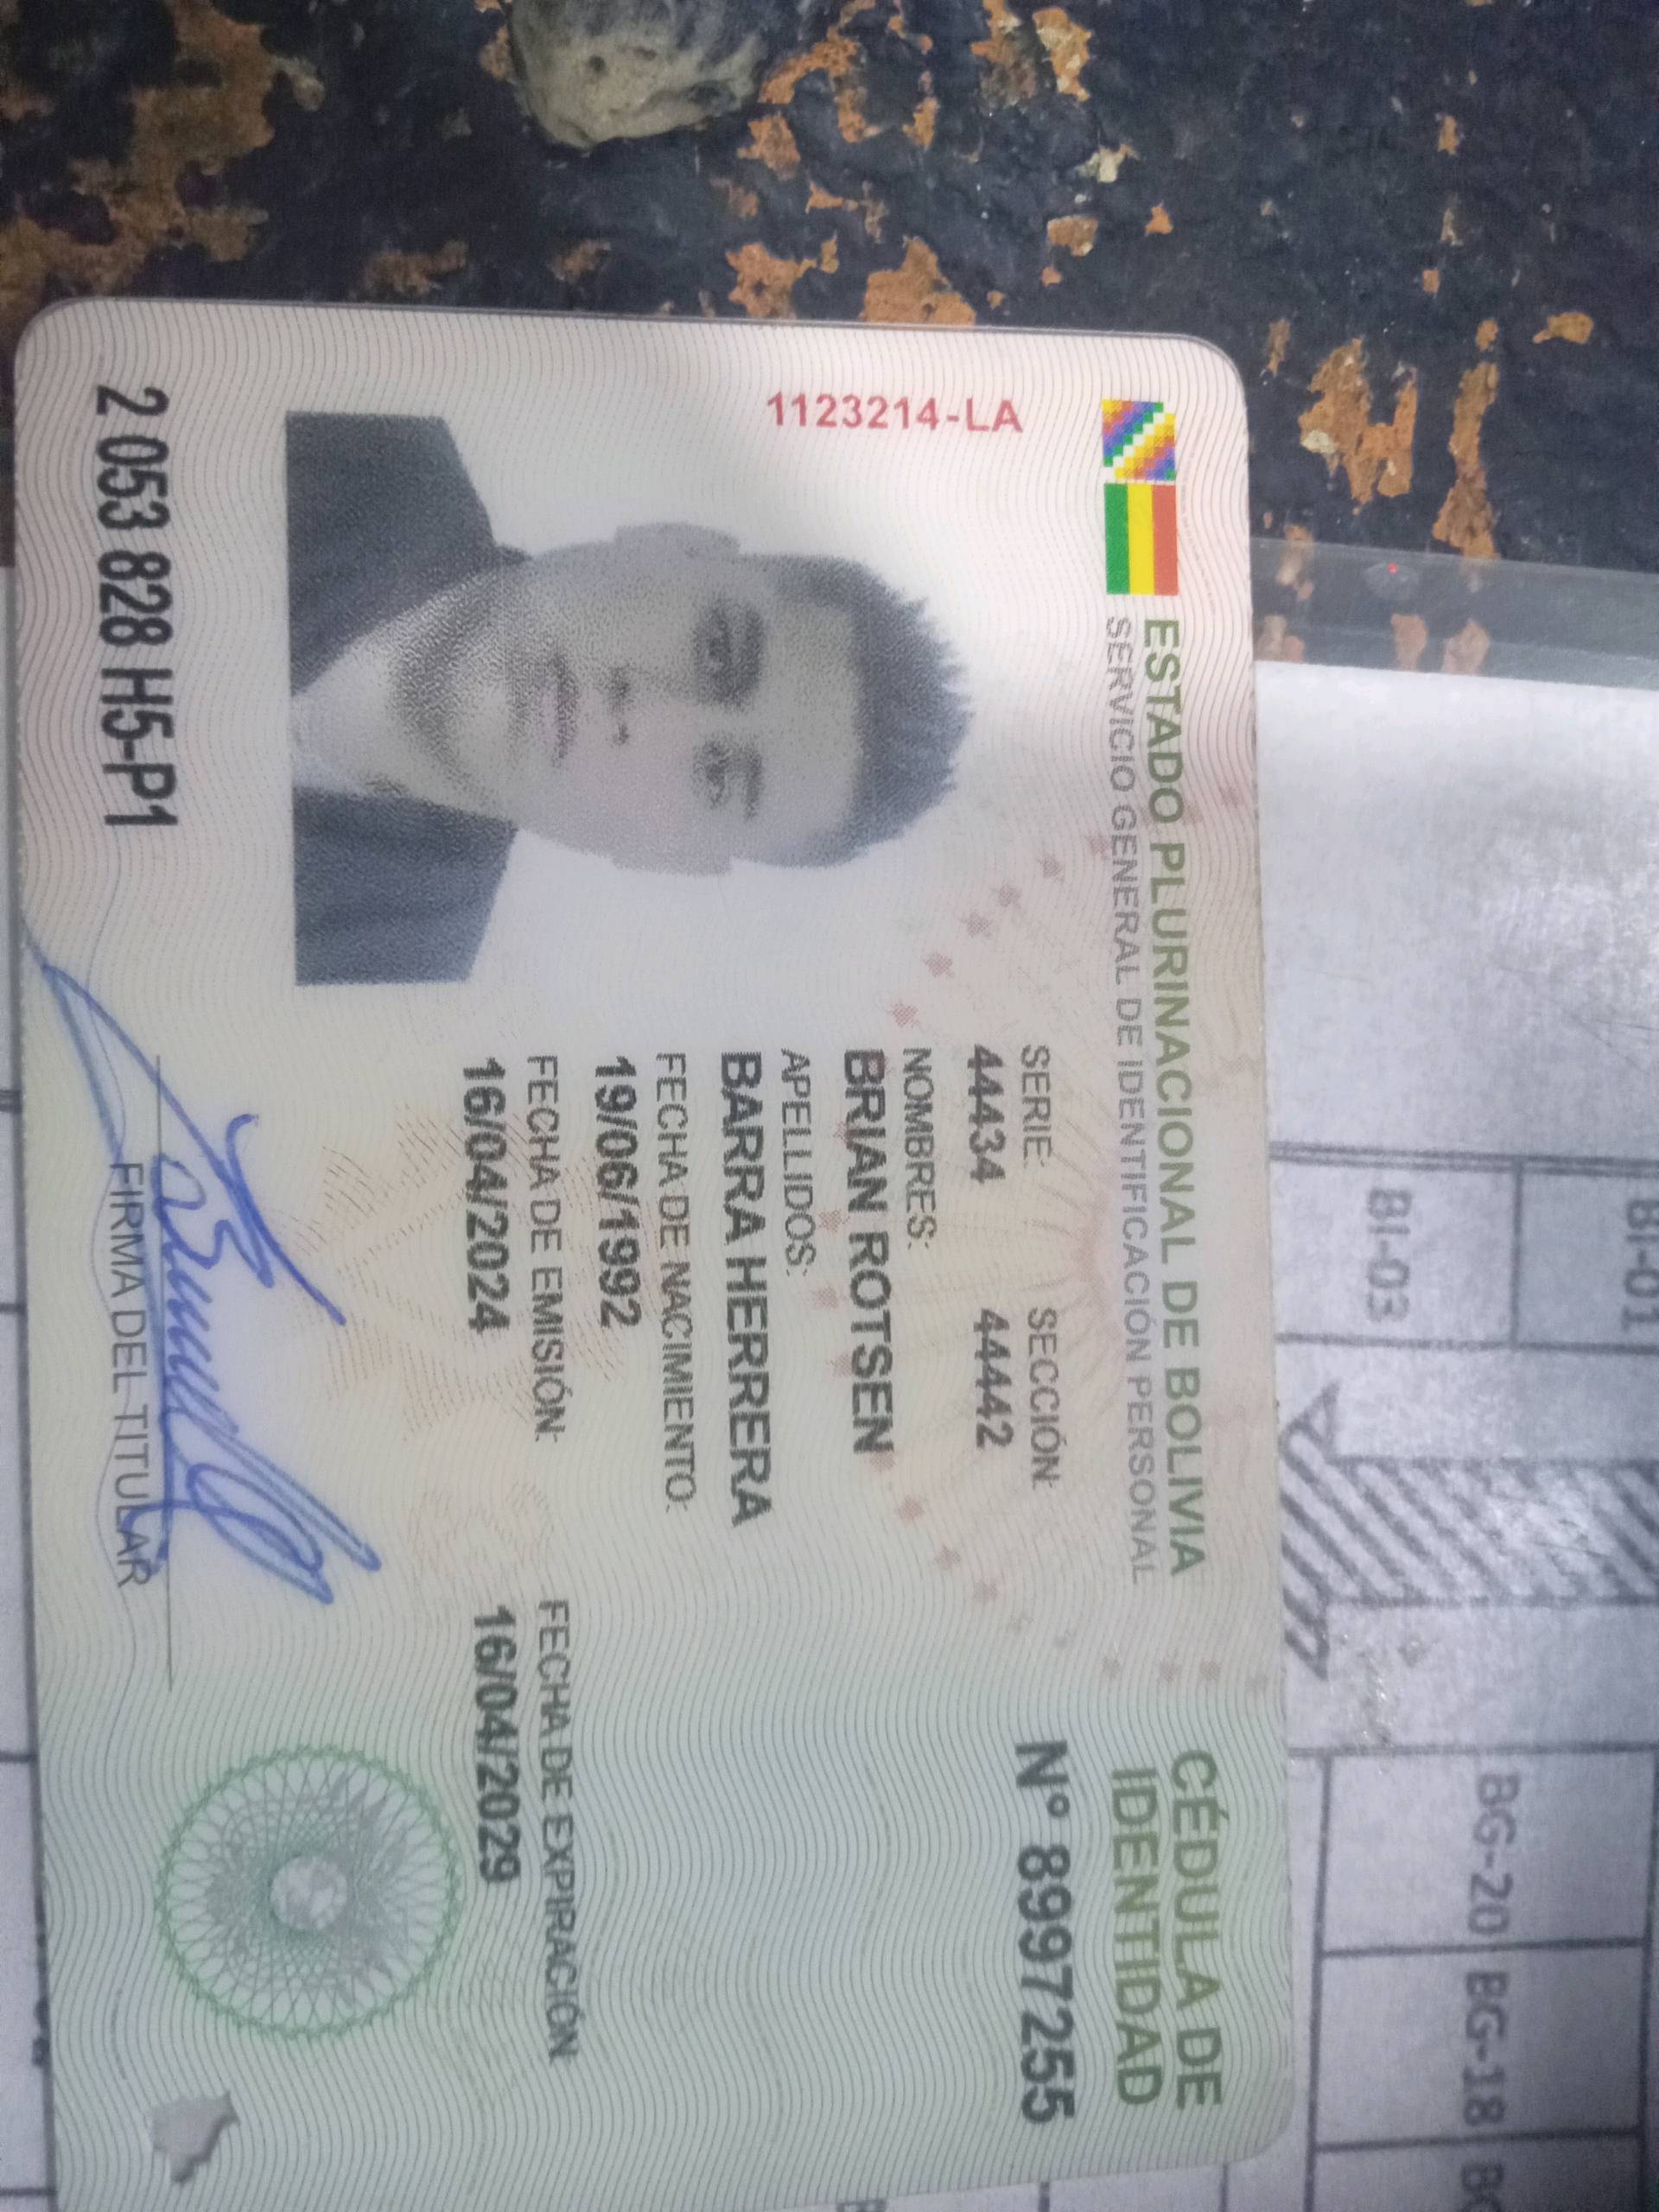 ESTADO PLURINACIONAL DE BOLIVIA
SERVICIO GENERAL DE IDENTIFICACIÓN PERSONAL
CÉDULA DE
IDENTIDAD
1123214-LA
SERIE: SECCIÓN:
44434 44442
N° 8997255
NOMBRES:
BRIAN ROTSEN
APELLIDOS:
BARRA HERRERA
FECHA DE NACIMIENTO:
19/06/1992
FECHA DE EMISIÓN: FECHA DE EXPIRACIÓN
16/04/2024 16/04/2029
2 053 828 H5-P1
FIRMA DEL TITULAR
BI-01
BI-03
BG-20 BG-18